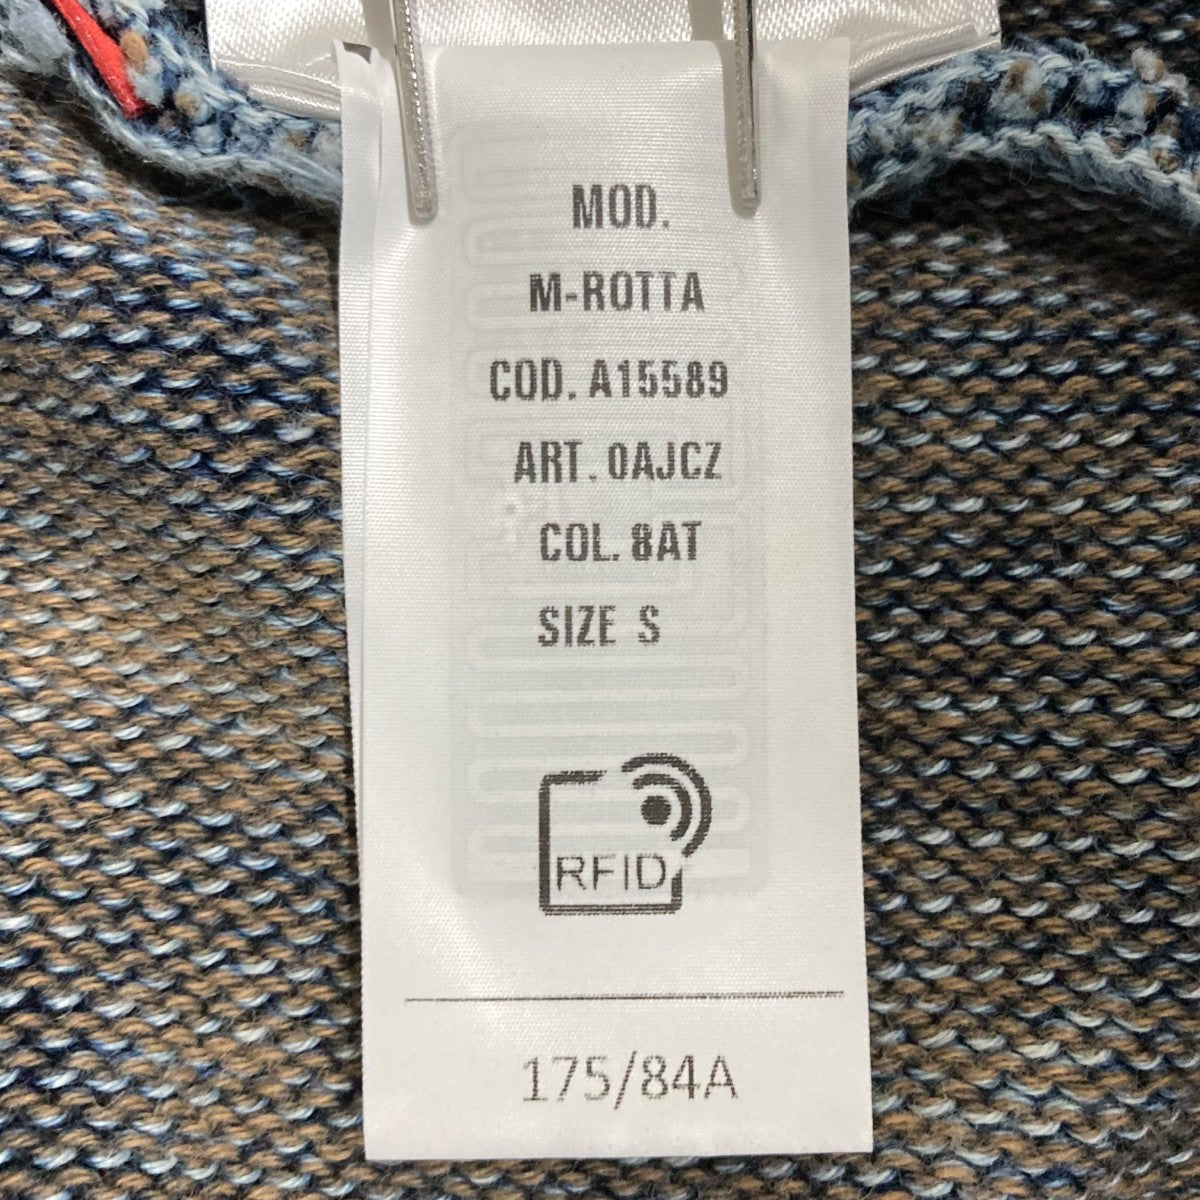 MOD.
M-ROTTA
COD. A15589
ART. 0AJCZ
COL. 8AT
SIZE S
RFID
175/84A